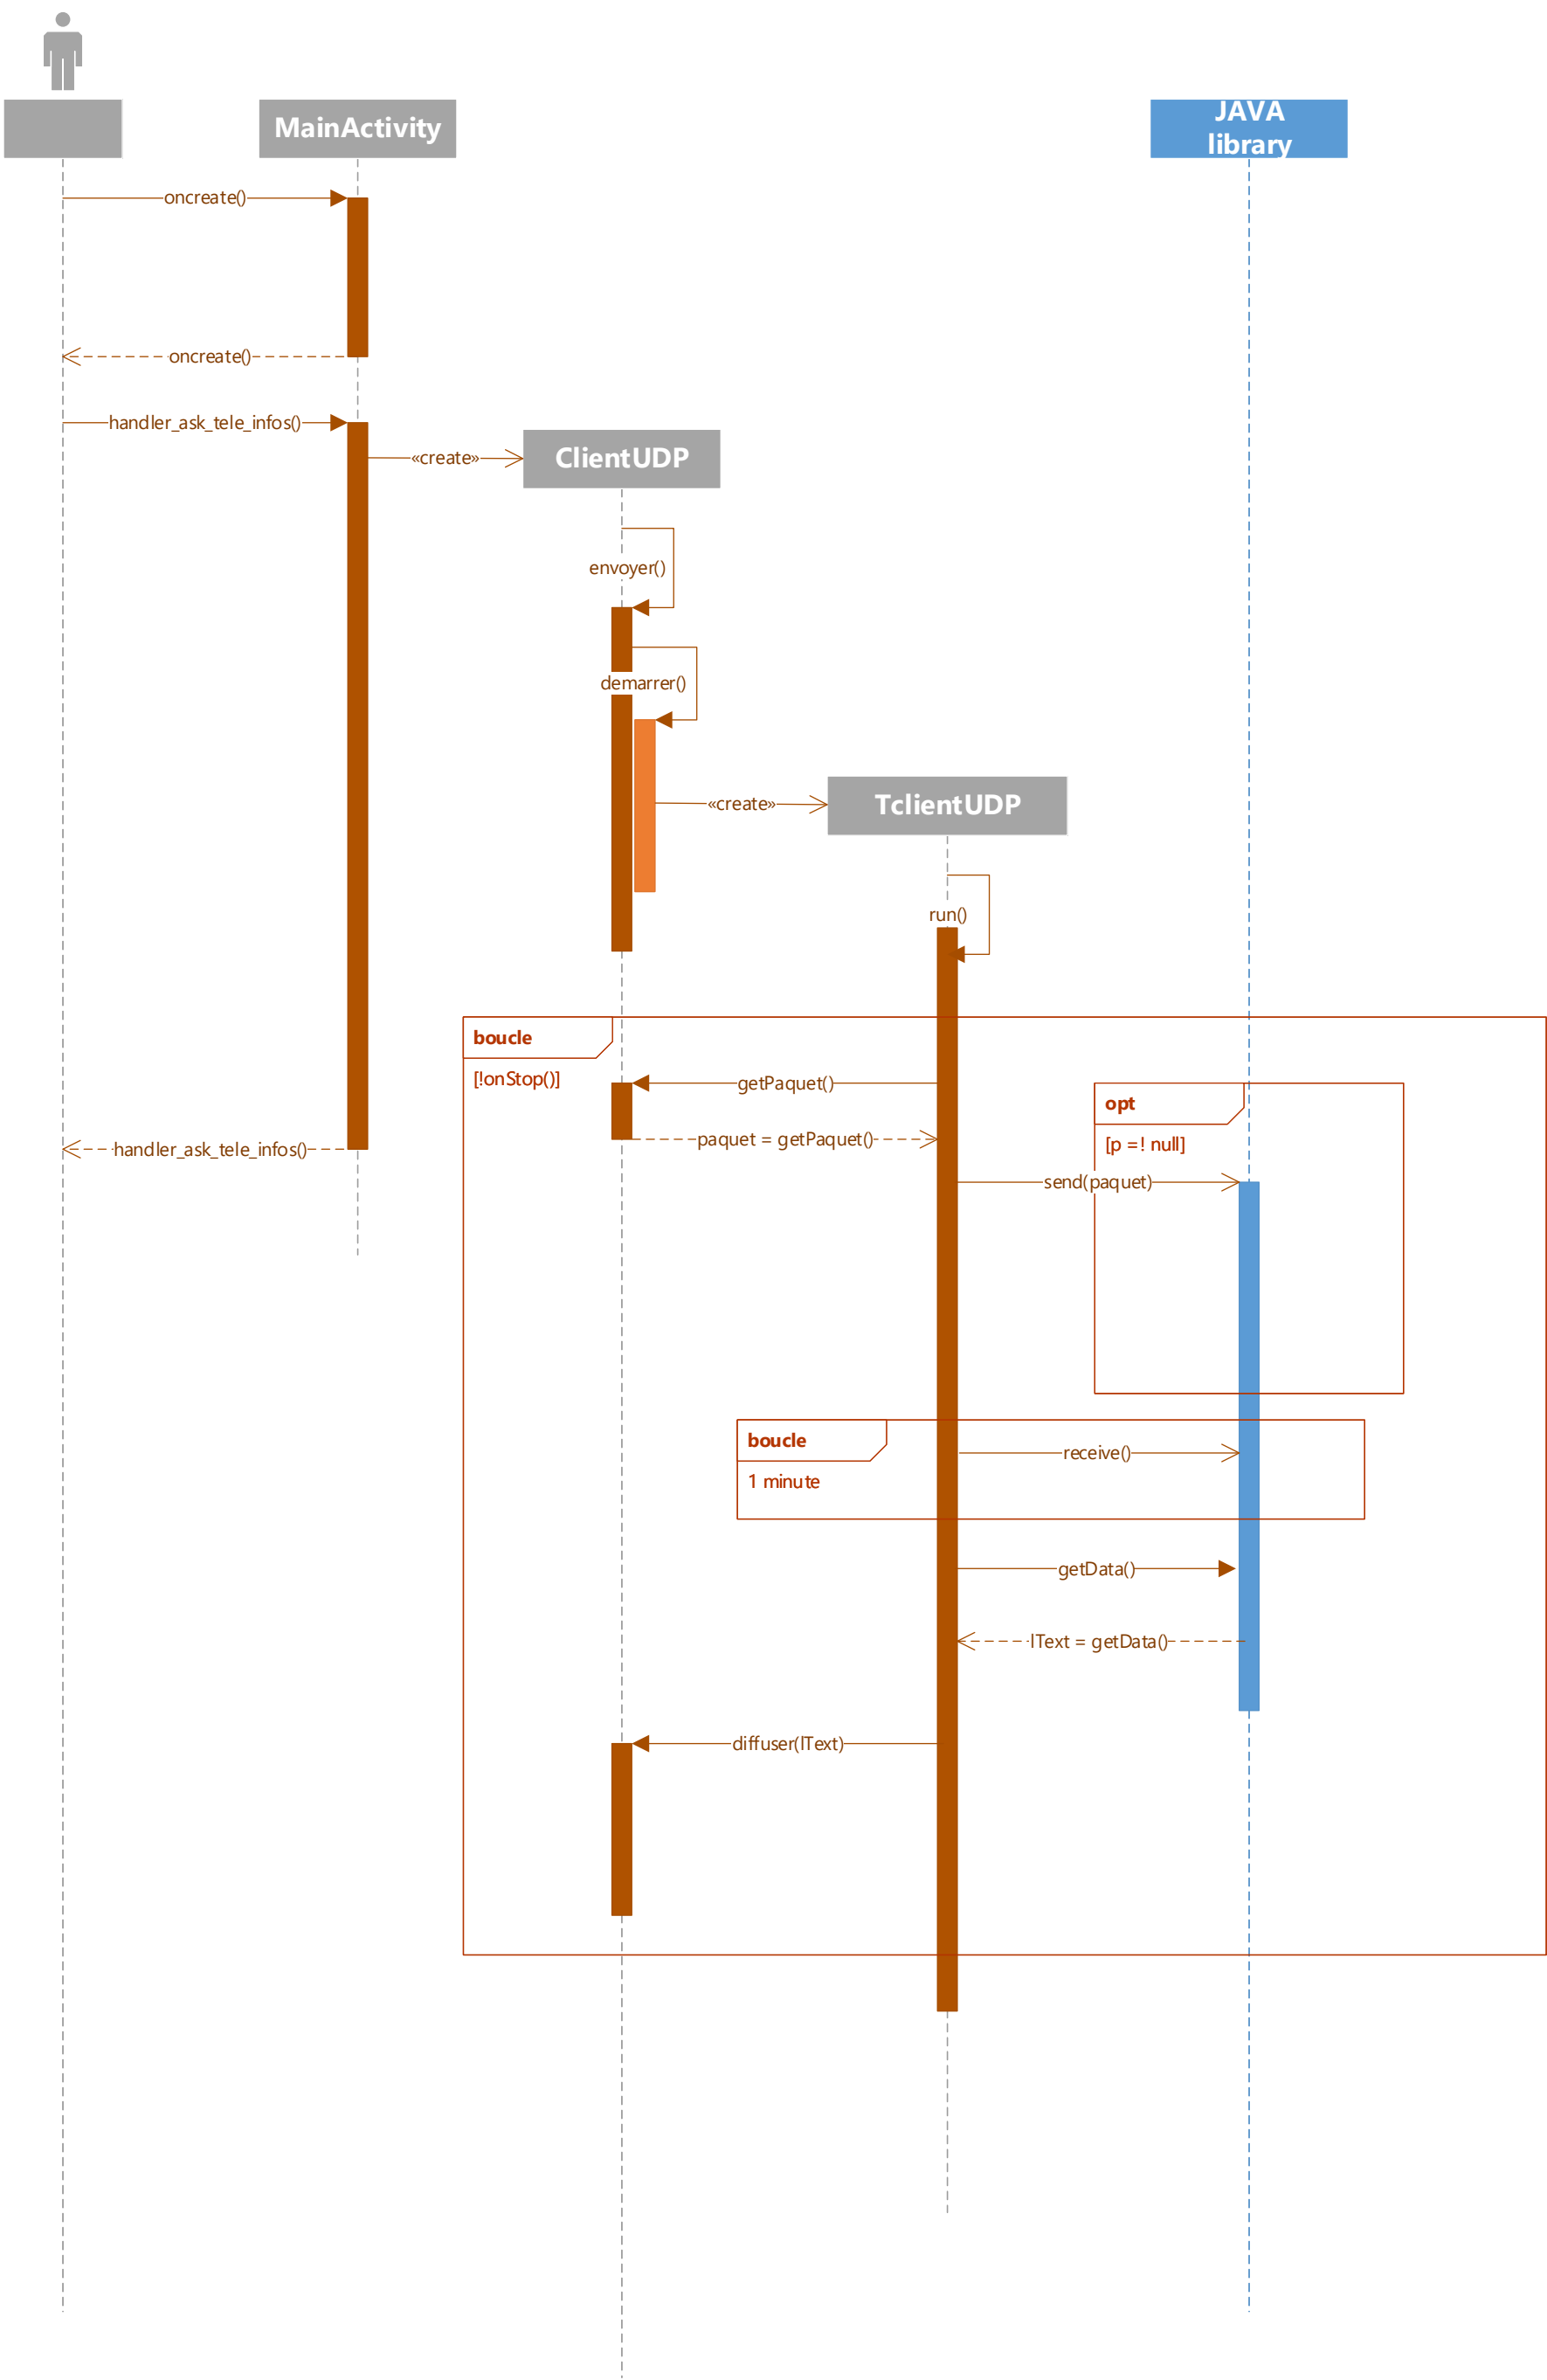 MainActivity
JAVA
library
oncreate()
oncreate()
handler_ask_tele_infos()
«create»
ClientUDP
envoyer()
demarrer()
«create»
TclientUDP
run()
boucle
[!onStop()]
getPaquet()
opt
[p =! null]
paquet = getPaquet()
handler_ask_tele_infos()
send(paquet)
boucle
1 minute
receive()
getData()
lText = getData()
diffuser(lText)